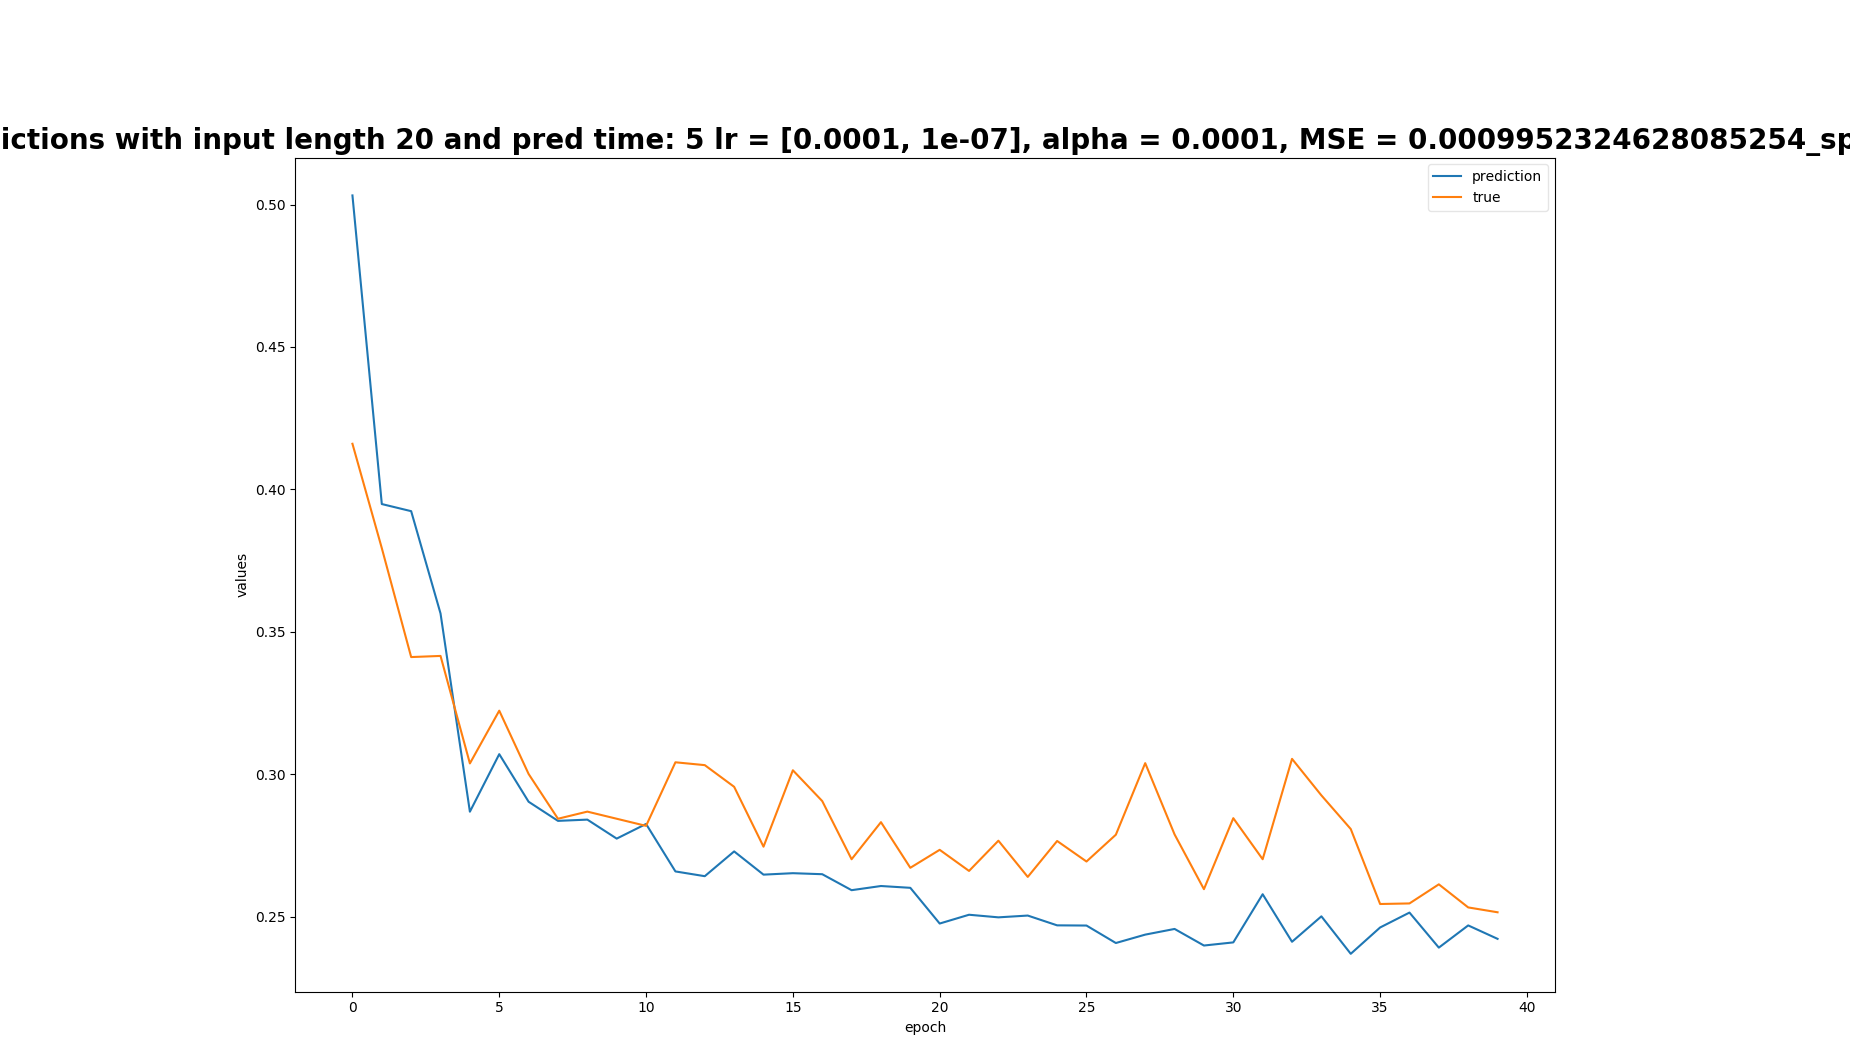 ictions with input length 20 and pred time: 5 lr = [0.0001, 1e-07], alpha = 0.0001, MSE = 0.0009952324628085254_sp
prediction
true
0.50
0.45
0.40
0.35
0.30
0.25
values
0 5 10 15 20 25 30 35 40
epoch